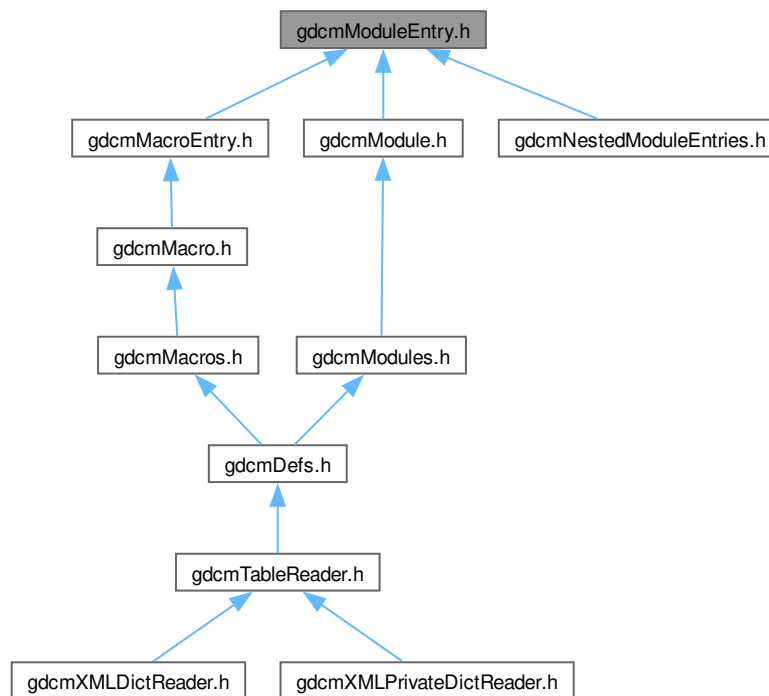 gdcmModuleEntry.h
gdcmMacroEntry.h
gdcmModule.h
gdcmNestedModuleEntries.h
gdcmMacro.h
gdcmMacros.h
gdcmModules.h
gdcmDefs.h
gdcmTableReader.h
gdcmXMLDictReader.h
gdcmXMLPrivateDictReader.h